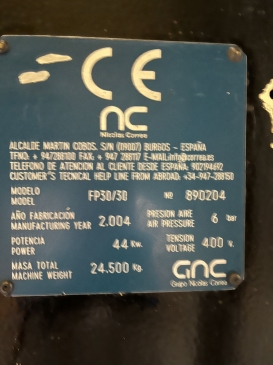 CE
nc
Nicolás Correa
ALCALDE MARTIN COBOS. S/N (09007) BURGOS - ESPAÑA
TFNO. + 947288100 FAX: + 947 288117 E-MAIL.info@correa.es
TELEFONO DE ATENCION AL CLIENTE DESDE ESPAÑA: 902194692
CUSTOMER'S TECNICAL HELP LINE FROM ABROAD: +34-947-288150
MODELO
MODEL FP30/30 Nº 890204
AÑO FABRICACIÓN PRESION AIRE
MANUFACTURING YEAR 2.004 AIR PRESSURE 6 bar
POTENCIA TENSION
POWER 44 Kw. VOLTAGE 400 v.
MASA TOTAL
MACHINE WEIGHT 24.500 Kg.
GNC
Grupo Nicolás Correa